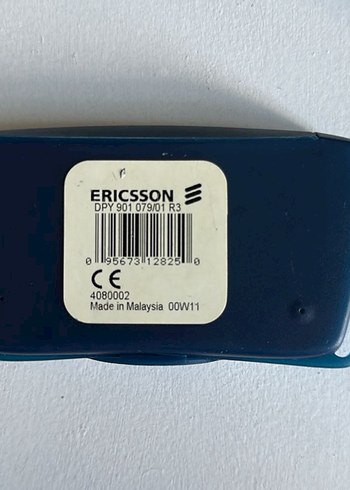 ERICSSON
DPY 901 079/01 R3
0 95673 12825 0
CE
4080002
Made in Malaysia 00W11